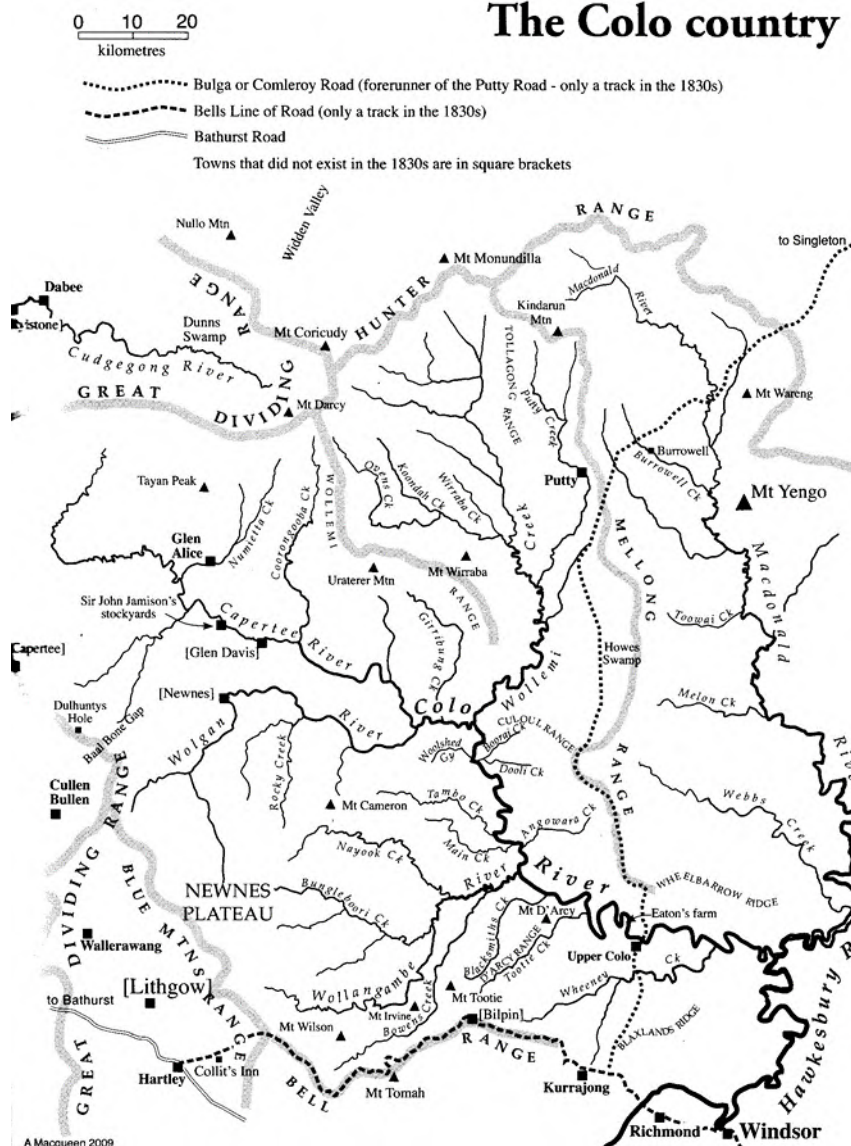 The Colo country
0 10 20
kilometres
Bulga or Comleroy Road (forerunner of the Putty Road - only a track in the 1830s)
Bells Line of Road (only a track in the 1830s)
Bathurst Road
Towns that did not exist in the 1830s are in square brackets
RANGE
Nullo Mtn
Widden Valley
to Singleton
Mt Monundilla
Dabee
RANGE
HUNTER
Macdonald River
ystone]
Dunns
Swamp
Kindarun
Mtn
Mt Coricudy
Cudgegong River
TOLLAGONG RANGE
GREAT DIVIDING
Mt Darcy
Putty Creek
Mt Wareng
Burrowell
Burrowell Ck
Tayan Peak
WOLLEMI
Ovens Ck
Koondah Ck
Wirraba Ck
Putty
Mt Yengo
Creek
MELLONG
Glen
Alice
Numietta Ck
Coorongooba Ck
Uraterer Mtn
Mt Wirraba
RANGE
Macdonald
Sir John Jamison's
stockyards
Capertee River
Toowai Ck
[Glen Davis]
Girribung Ck
Howes
Swamp
Capertee]
[Newnes]
Colo
Wollemi
Melon Ck
Dulhuntys
Hole
Baal Bone Gap
Wolgan River
CULOUL RANGE
Rive
Woolshed
Gy
Booraj Ck
Dooli Ck
RANGE
Cullen
Bullen
Rocky Creek
Mt Cameron
Tambo Ck
Angowara Ck
Webbs Creek
Main Ck
Nayook Ck
River
River
DIVIDING RANGE
BLUE MTNS RANGE
NEWNES
PLATEAU
Bungleboori Ck
WHEELBARROW RIDGE
Mt D'Arcy
Eaton's farm
Blacksmiths Ck
D'ARCY RANGE
Tootie Ck
Upper Colo
Wallerawang
Wheeney Ck
[Lithgow]
Wollangambe
Mt Tootie
to Bathurst
Mt Irvine
Bowens Creek
[Bilpin]
BLAXLANDS RIDGE
Mt Wilson
RANGE
Hawkesbury R
Hartley
Collit's Inn
BELL
Mt Tomah
Kurrajong
GREAT
Richmond
Windsor
A Macqueen 2009